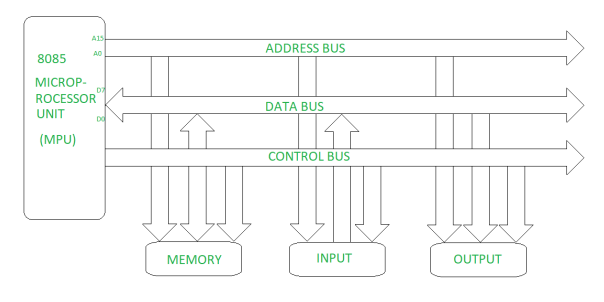 A15
A0
8085
MICROP-
ROCESSOR
UNIT
(MPU)
D7
D0
ADDRESS BUS
DATA BUS
CONTROL BUS
MEMORY
INPUT
OUTPUT